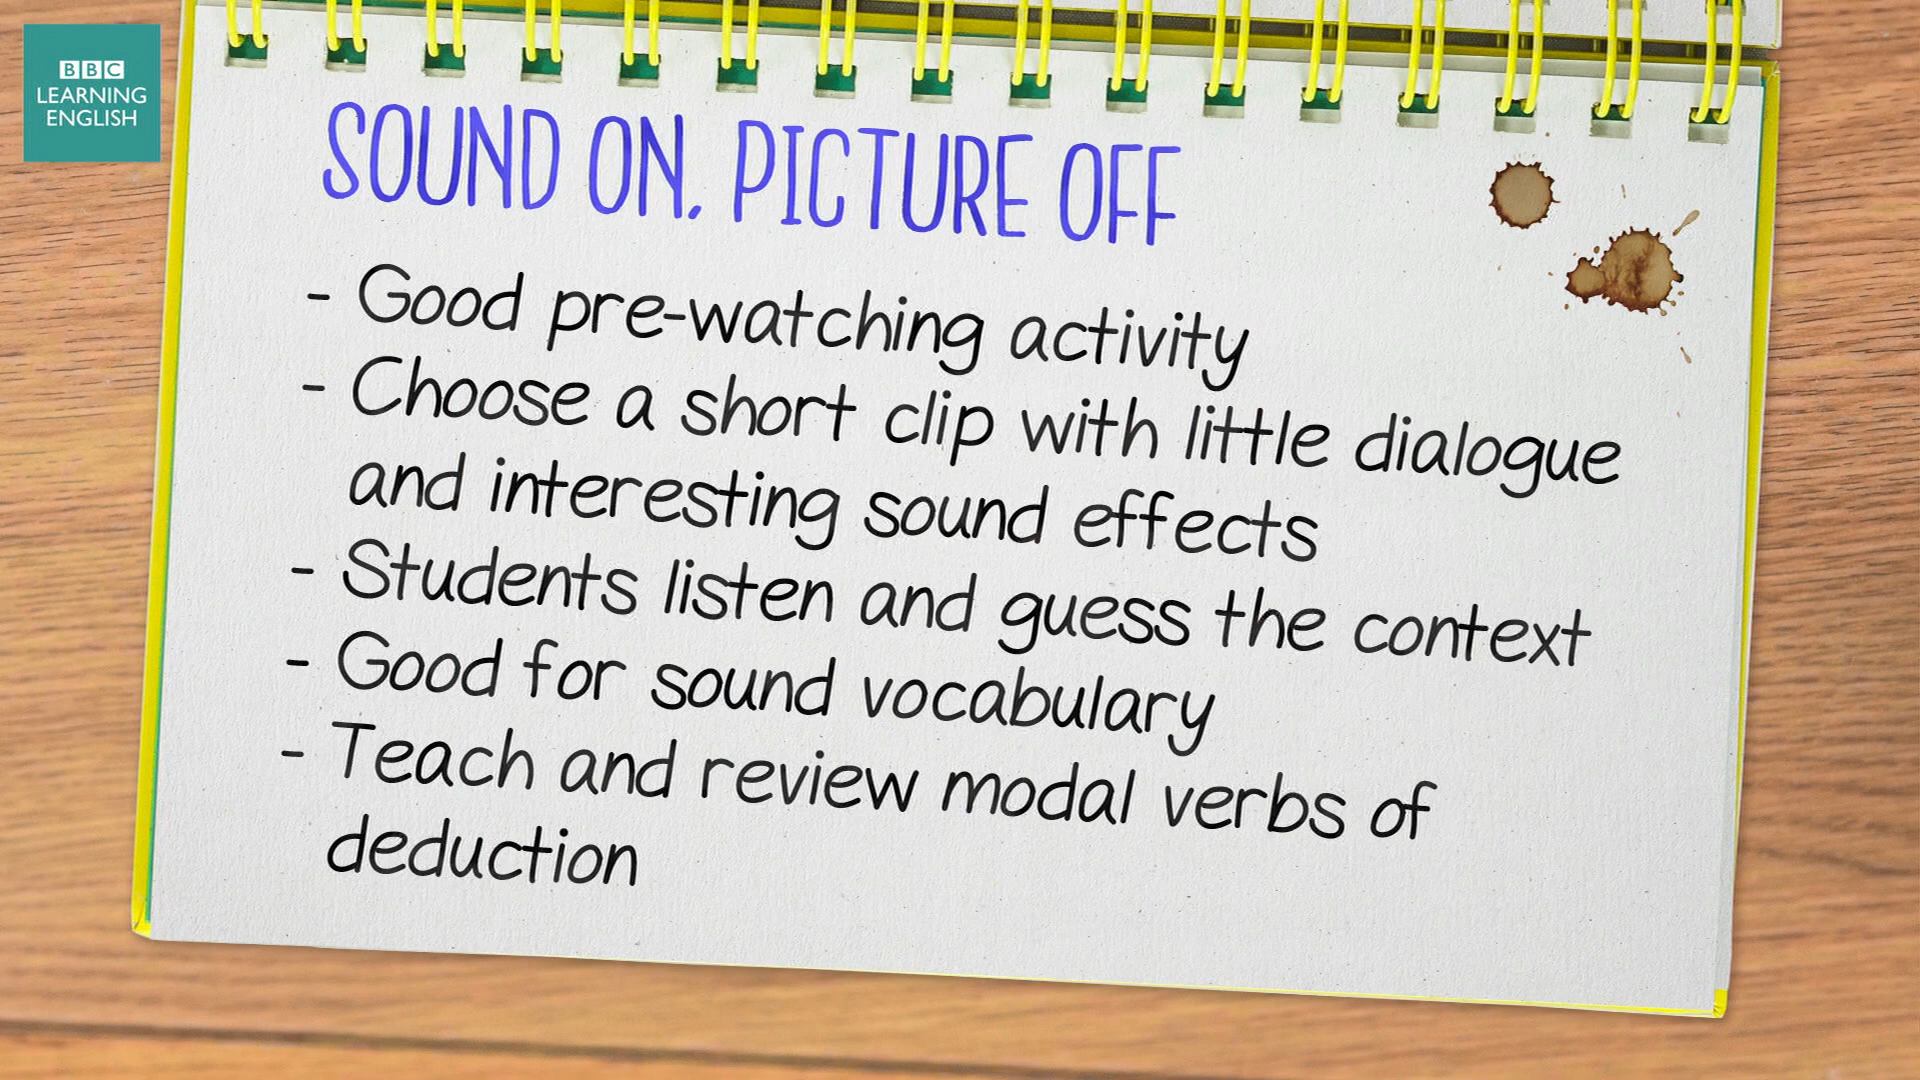 BBC
LEARNING
ENGLISH
SOUND ON, PICTURE OFF
- Good pre-watching activity
- Choose a short clip with little dialogue
and interesting sound effects
- Students listen and guess the context
- Good for sound vocabulary
- Teach and review modal verbs of
deduction